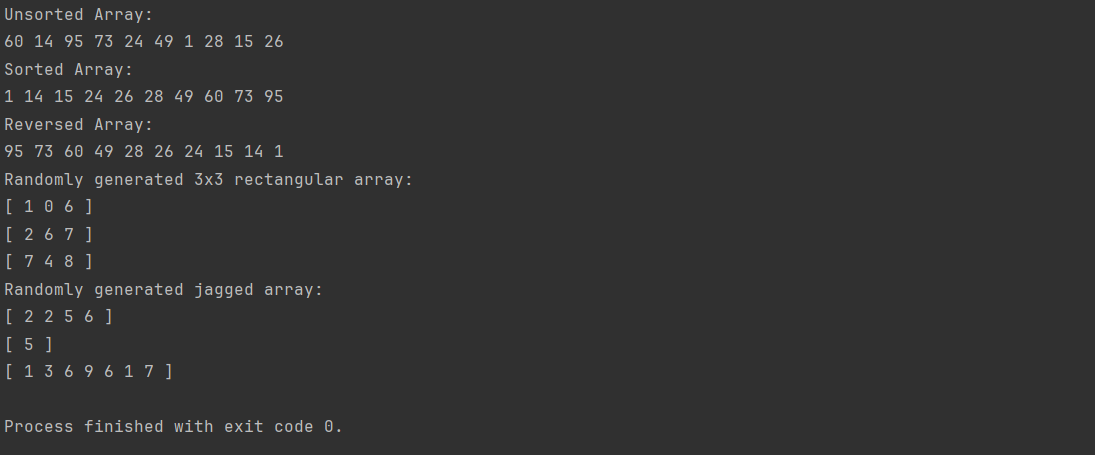 Unsorted Array:
60 14 95 73 24 49 1 28 15 26
Sorted Array:
1 14 15 24 26 28 49 60 73 95
Reversed Array:
95 73 60 49 28 26 24 15 14 1
Randomly generated 3x3 rectangular array:
[ 1 0 6 ]
[ 2 6 7 ]
[ 7 4 8 ]
Randomly generated jagged array:
[ 2 2 5 6 ]
[ 5 ]
[ 1 3 6 9 6 1 7 ]
Process finished with exit code 0.